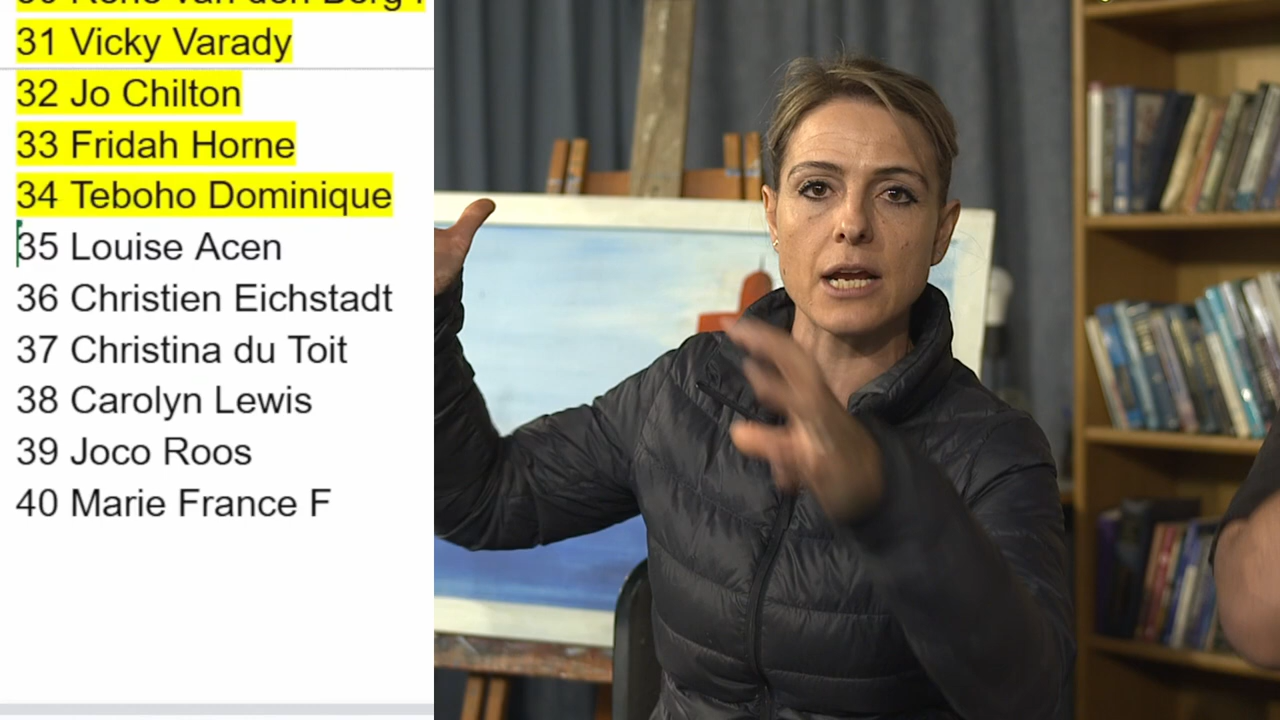 31 Vicky Varady
32 Jo Chilton
33 Fridah Horne
34 Teboho Dominique
35 Louise Acen
36 Christien Eichstadt
37 Christina du Toit
38 Carolyn Lewis
39 Joco Roos
40 Marie France F